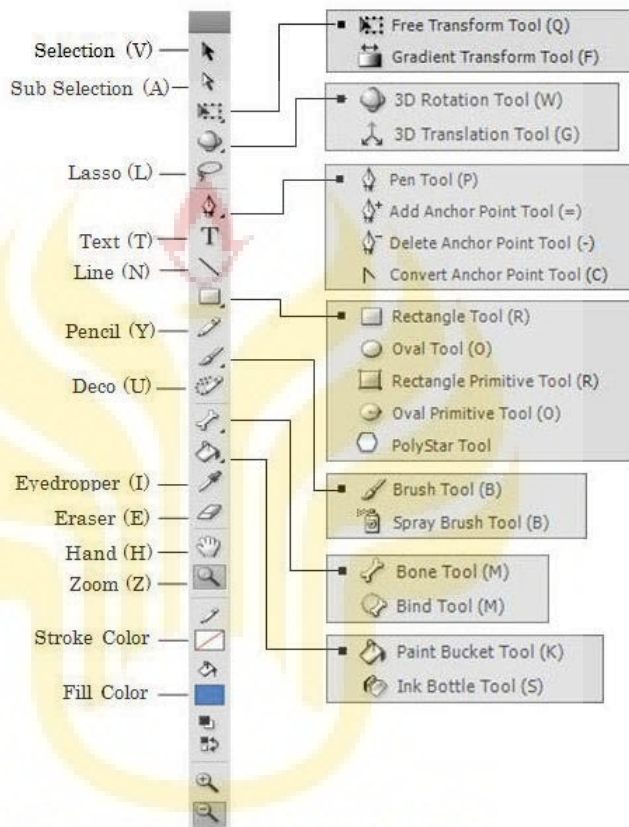 Selection (V)
Sub Selection (A)
Lasso (L)
Text (T)
T
Line (N)
Pencil (Y)
Deco (U)
Eyedropper (I)
Eraser (E)
Hand (H)
Zoom (Z)
Stroke Color
Fill Color
Free Transform Tool (Q)
Gradient Transform Tool (F)
3D Rotation Tool (W)
3D Translation Tool (G)
Pen Tool (P)
Add Anchor Point Tool (=)
Delete Anchor Point Tool (-)
Convert Anchor Point Tool (C)
Rectangle Tool (R)
Oval Tool (O)
Rectangle Primitive Tool (R)
Oval Primitive Tool (O)
PolyStar Tool
Brush Tool (B)
Spray Brush Tool (B)
Bone Tool (M)
Bind Tool (M)
Paint Bucket Tool (K)
Ink Bottle Tool (S)